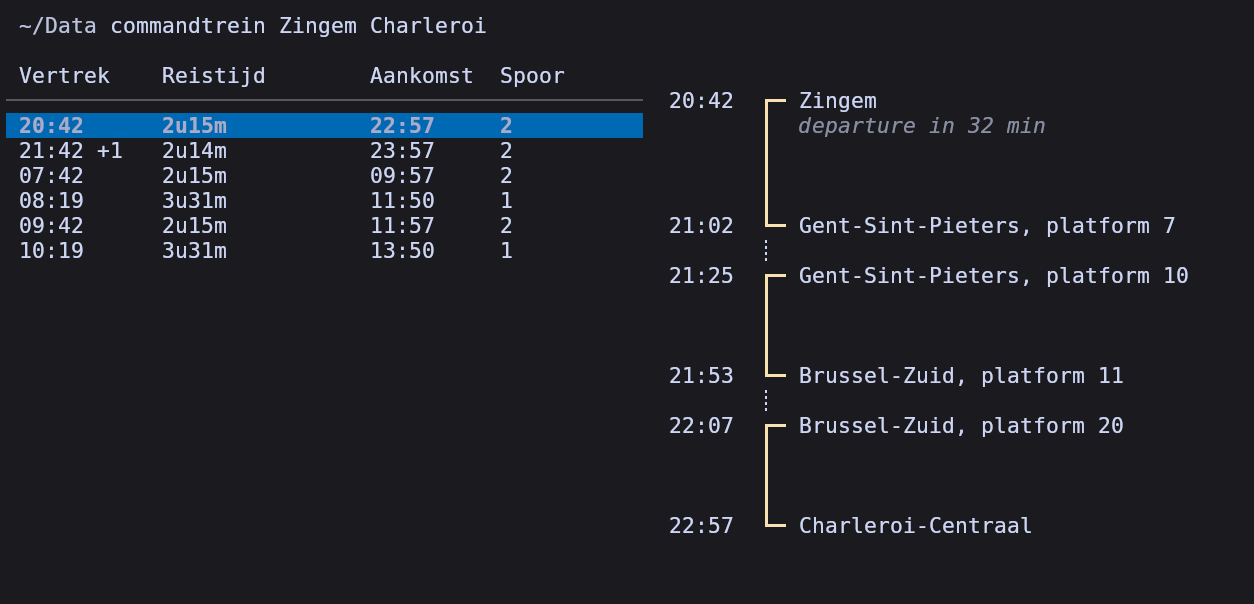 ~/Data commandtrein Zingem Charleroi
Vertrek Reistijd Aankomst Spoor
20:42 2u15m 22:57 2
21:42 +1 2u14m 23:57 2
07:42 2u15m 09:57 2
08:19 3u31m 11:50 1
09:42 2u15m 11:57 2
10:19 3u31m 13:50 1
20:42 Zingem
departure in 32 min
21:02 Gent-Sint-Pieters, platform 7
21:25 Gent-Sint-Pieters, platform 10
21:53 Brussel-Zuid, platform 11
22:07 Brussel-Zuid, platform 20
22:57 Charleroi-Centraal